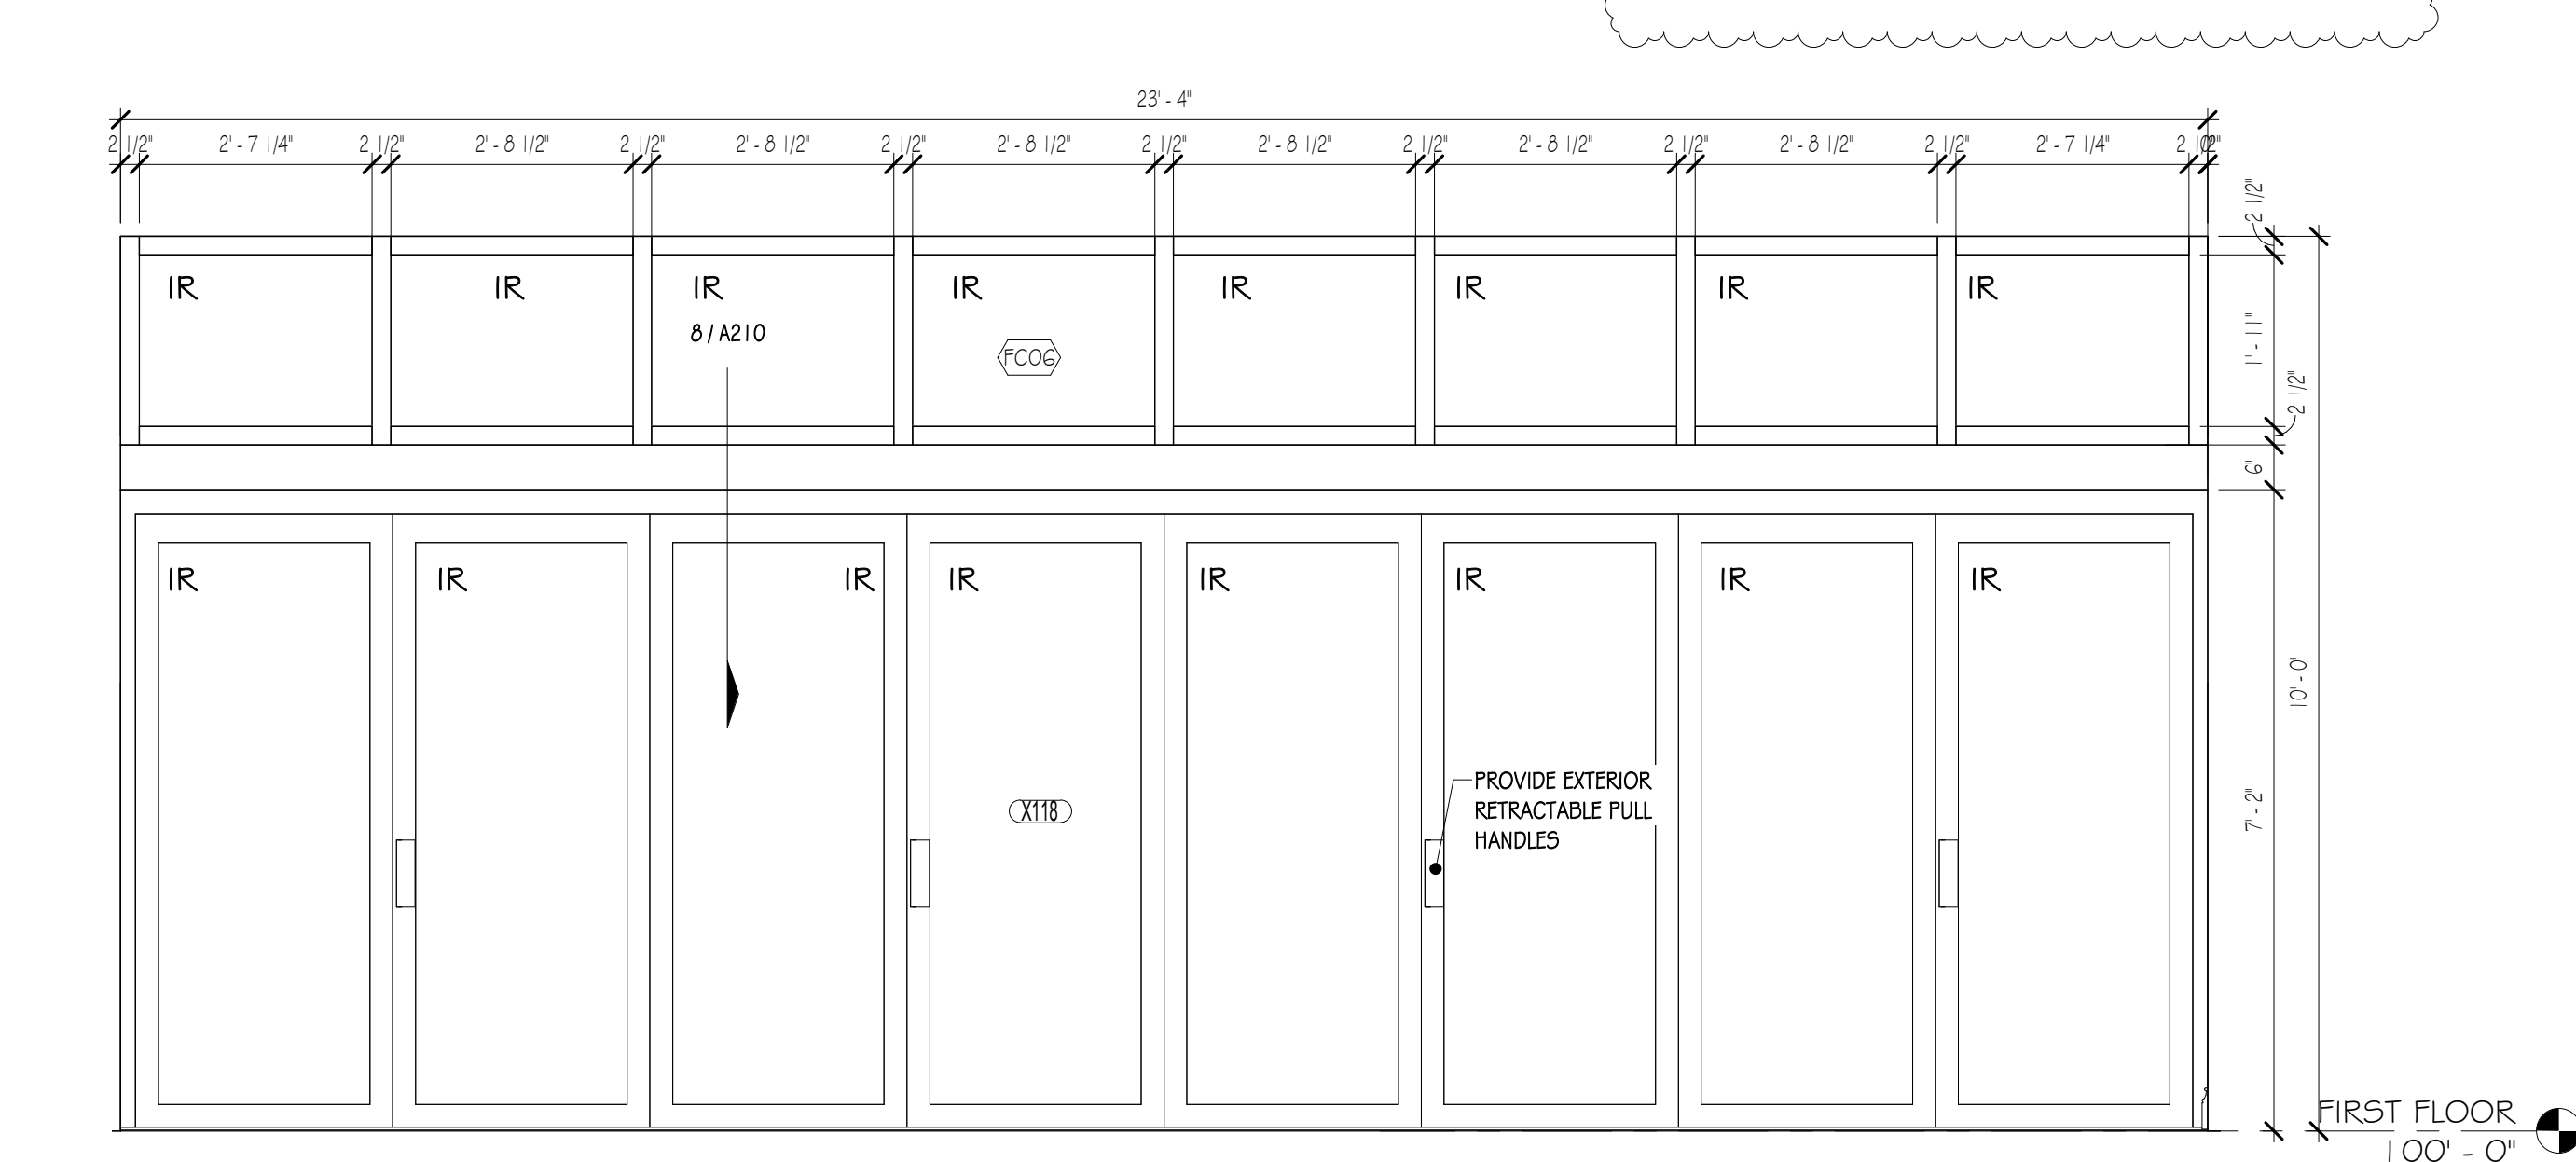 23' - 4"
2 1/2" 2' - 7 1/4" 2 1/2" 2' - 8 1/2" 2 1/2" 2' - 8 1/2" 2 1/2" 2' - 8 1/2" 2 1/2" 2' - 8 1/2" 2 1/2" 2' - 8 1/2" 2 1/2" 2' - 8 1/2" 2 1/2" 2' - 7 1/4"
2 1/2"
IR IR IR IR IR IR IR IR
8 / A210
FC06
1' - 11"
2 1/2"
6"
IR IR IR IR IR IR IR IR
10' - 0"
X118
PROVIDE EXTERIOR
RETRACTABLE PULL
HANDLES
7' - 2"
FIRST FLOOR
100' - 0"